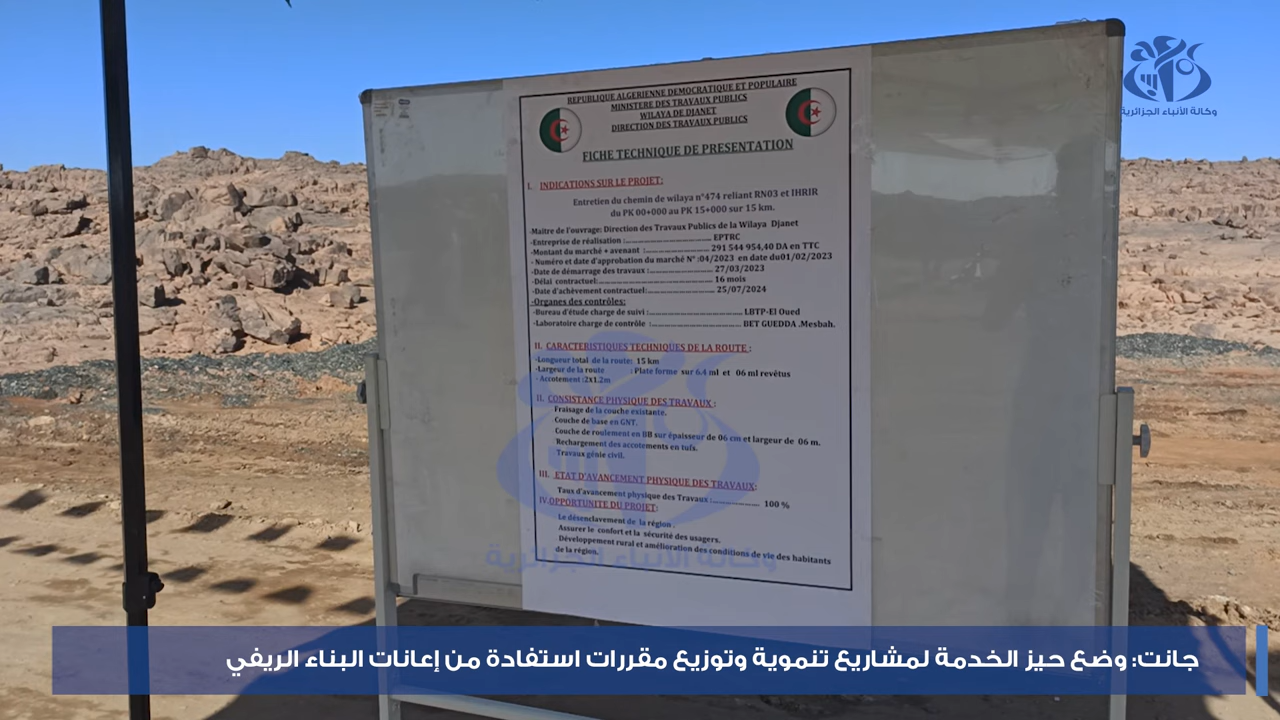 وكالة الأنباء الجزائرية
REPUBLIQUE ALGERIENNE DEMOCRATIQUE ET POPULAIRE
MINISTERE DES TRAVAUX PUBLICS
WILAYA DE DJANET
DIRECTION DES TRAVAUX PUBLICS
FICHE TECHNIQUE DE PRESENTATION
I. INDICATIONS SUR LE PROJET:
Entretien du chemin de wilaya n°474 reliant RN03 et IHRIR
du PK 00+000 au PK 15+000 sur 15 km.
-Maitre de l'ouvrage: Direction des Travaux Publics de la Wilaya Djanet
-Entreprise de réalisation :.............................. EPTRC
-Montant du marché + avenant :.............................. 291 544 954,40 DA en TTC
- Numéro et date d'approbation du marché N° :04/2023 en date du01/02/2023
-Date de démarrage des travaux :.............................. 27/03/2023
-Délai contractuel:.............................. 16 mois
-Date d'achèvement contractuel:.............................. 25/07/2024
-Organes des contrôles:
-Bureau d'étude charge de suivi :.............................. LBTP-El Oued
-Laboratoire charge de contrôle :.............................. BET GUEDDA .Mesbah.
II. CARACTERISTIQUES TECHNIQUES DE LA ROUTE :
-Longueur total de la route: 15 km
-Largeur de la route : Plate forme sur 6.4 ml et 06 ml revêtus
- Accotement :2x1.2m
II. CONSISTANCE PHYSIQUE DES TRAVAUX :
Fraisage de la couche existante.
Couche de base en GNT.
Couche de roulement en BB sur épaisseur de 06 cm et largeur de 06 m.
Rechargement des accotements en tufs.
Travaux génie civil.
III. ETAT D'AVANCEMENT PHYSIQUE DES TRAVAUX:
Taux d'avancement physique des Travaux :.................... 100 %
IV.OPPORTUNITE DU PROJET:
Le désenclavement de la région .
Assurer le confort et la sécurité des usagers.
Développement rural et amélioration des conditions de vie des habitants
de la région.
وكالة الأنباء الجزائرية
جانت: وضع حيز الخدمة لمشاريع تنموية وتوزيع مقررات استفادة من إعانات البناء الريفي